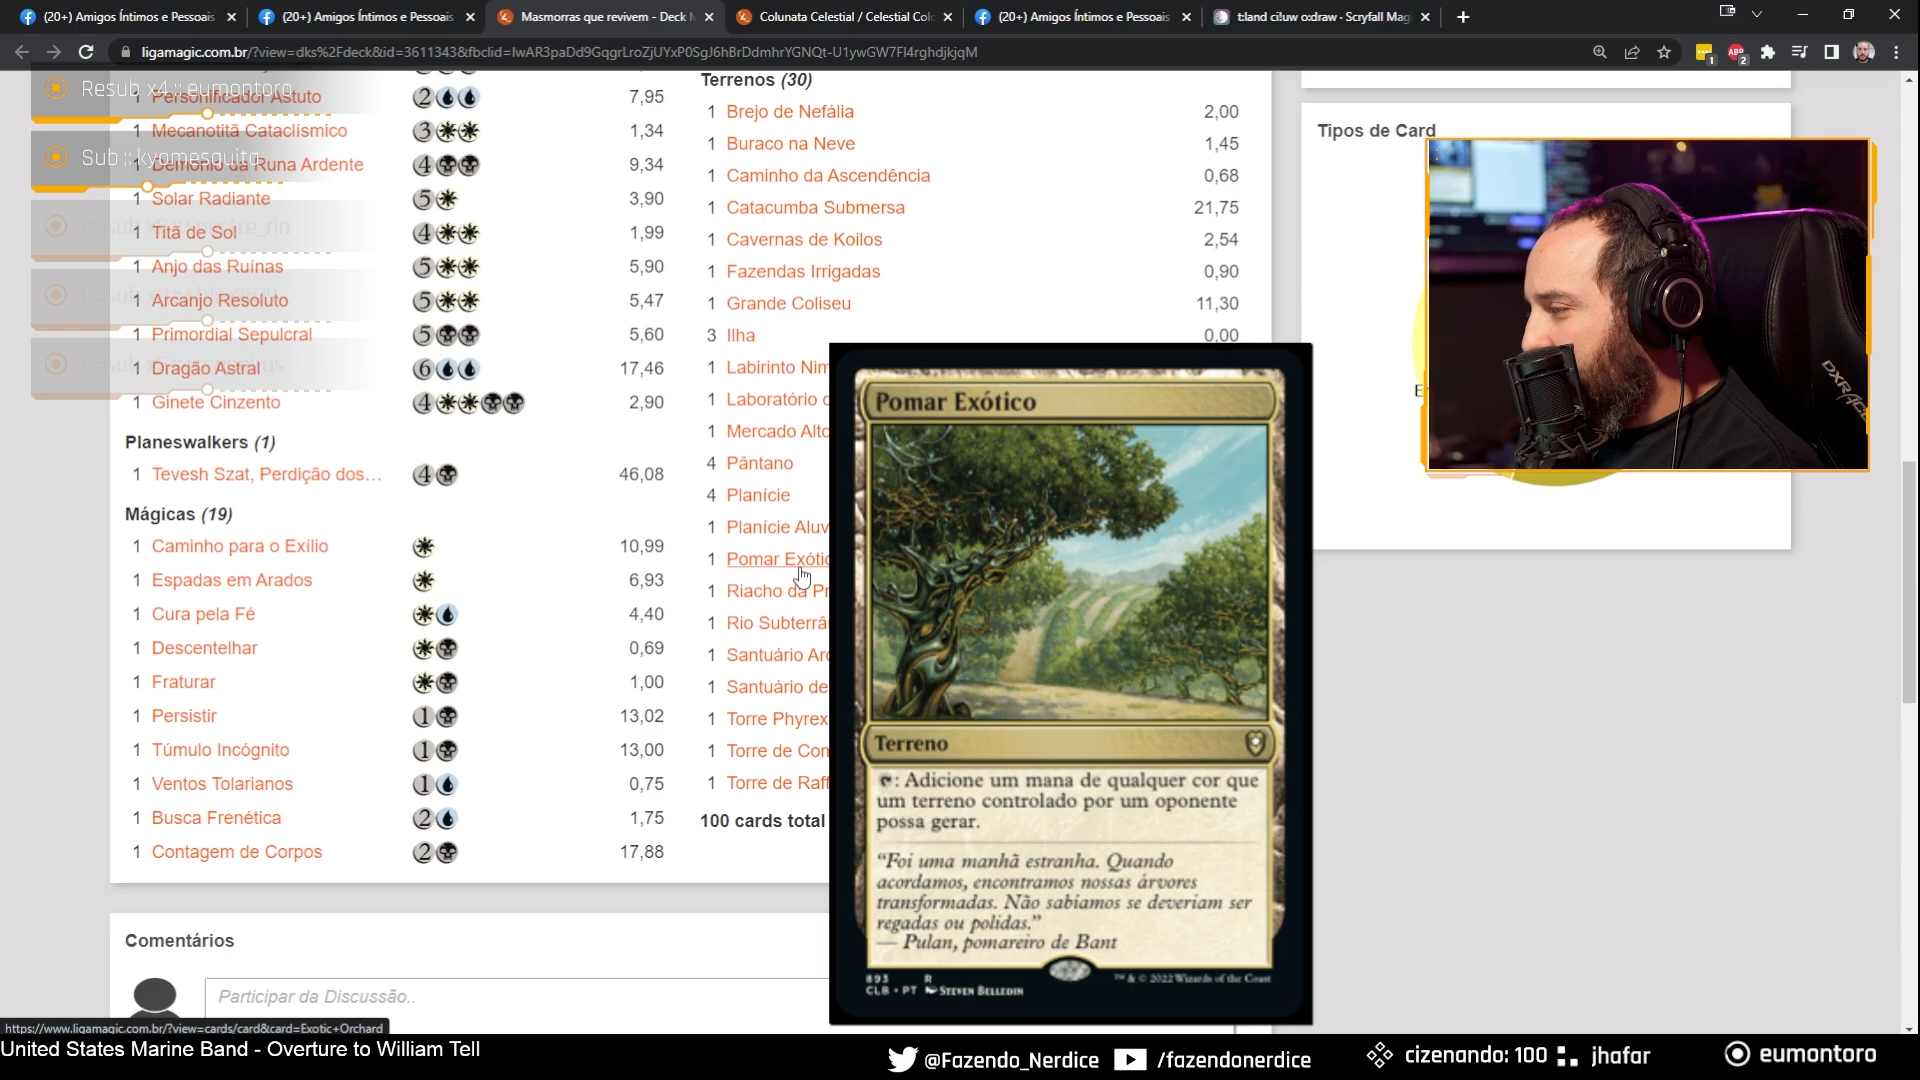 (20+) Amigos Íntimos e Pessoais
(20+) Amigos Íntimos e Pessoais
Masmorras que revivem - Deck M
Colunata Celestial / Celestial Colo
(20+) Amigos Íntimos e Pessoais
t:land ci!uw o:draw · Scryfall Mag
ligamagic.com.br/?view=dks%2Fdeck&id=3611343&fbclid=IwAR3paDd9GqgrLroZjUYxP0SgJ6hBrDdmhrYGNQt-U1ywGW7FI4rghdjkjqM
Resub x4 :: eumontoro
Sub :: kyomesquita
1 Personificador Astuto 7,95
1 Mecanotitã Cataclísmico 1,34
1 Demônio da Runa Ardente 9,34
1 Solar Radiante 3,90
1 Titã de Sol 1,99
1 Anjo das Ruínas 5,90
1 Arcanjo Resoluto 5,47
1 Primordial Sepulcral 5,60
1 Dragão Astral 17,46
1 Ginete Cinzento 2,90
Planeswalkers (1)
1 Tevesh Szat, Perdição dos... 46,08
Mágicas (19)
1 Caminho para o Exílio 10,99
1 Espadas em Arados 6,93
1 Cura pela Fé 4,40
1 Descentelhar 0,69
1 Fraturar 1,00
1 Persistir 13,02
1 Túmulo Incógnito 13,00
1 Ventos Tolarianos 0,75
1 Busca Frenética 1,75
1 Contagem de Corpos 17,88
Terrenos (30)
1 Brejo de Nefália 2,00
1 Buraco na Neve 1,45
1 Caminho da Ascendência 0,68
1 Catacumba Submersa 21,75
1 Cavernas de Koilos 2,54
1 Fazendas Irrigadas 0,90
1 Grande Coliseu 11,30
3 Ilha 0,00
1 Labirinto Nim
1 Laboratório
1 Mercado Alto
4 Pântano
4 Planície
1 Planície Aluv
1 Pomar Exótic
1 Riacho da Pr
1 Rio Subterrâ
1 Santuário Arc
1 Santuário de
1 Torre Phyrex
1 Torre de Com
1 Torre de Raff
100 cards total
Pomar Exótico
Terreno
: Adicione um mana de qualquer cor que
um terreno controlado por um oponente
possa gerar.
“Foi uma manhã estranha. Quando
acordamos, encontramos nossas árvores
transformadas. Não sabíamos se deveriam ser
regadas ou polidas.”
— Pulan, pomareiro de Bant
893 R
CLB • PT Steven Belledin
™ & © 2022 Wizards of the Coast
Tipos de Card
DXRACER
Comentários
Participar da Discussão..
https://www.ligamagic.com.br/?view=cards/card&card=Exotic+Orchard
United States Marine Band - Overture to William Tell
@Fazendo_Nerdice
/fazendonerdice
cizenando: 100
jhafar
eumontoro